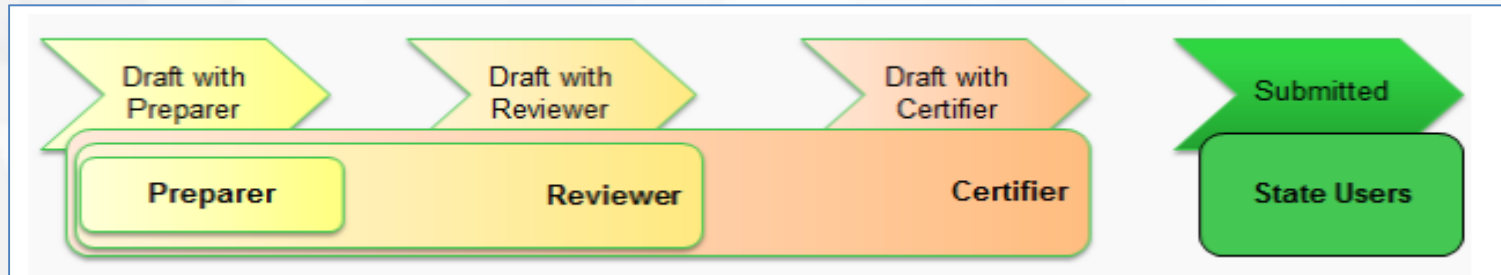 Draft with
Preparer
Draft with
Reviewer
Draft with
Certifier
Submitted
Preparer
Reviewer
Certifier
State Users